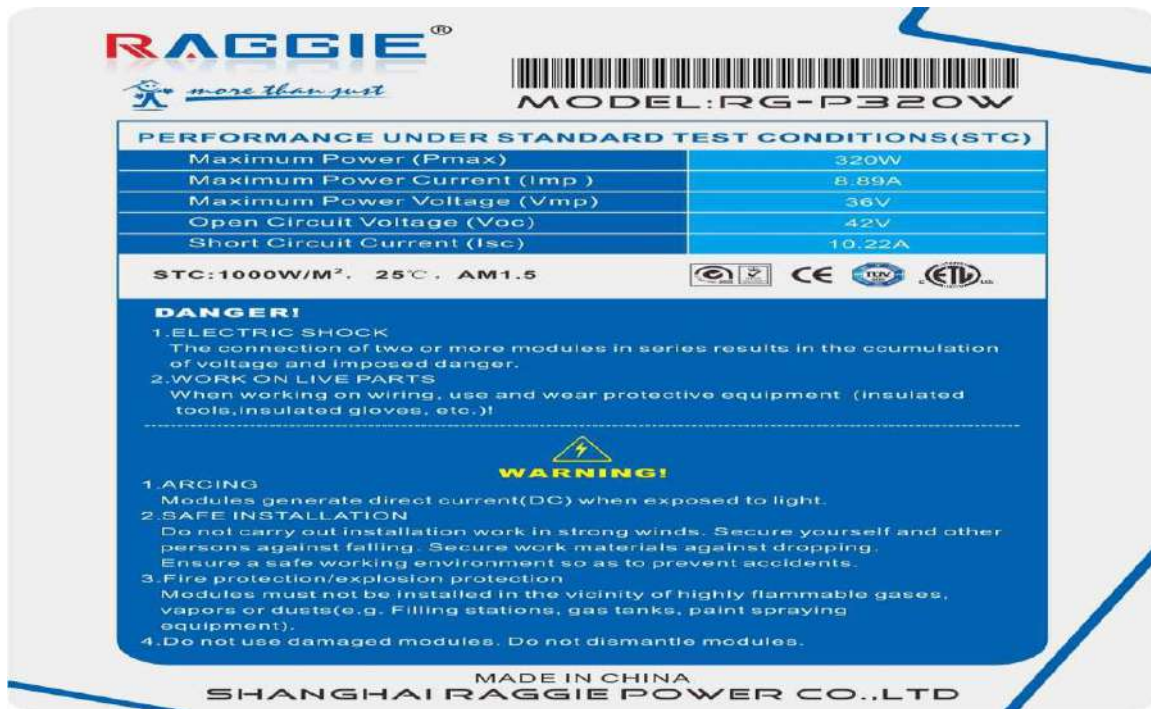 RAGGIE®
more than just
MODEL:RG-P320W
PERFORMANCE UNDER STANDARD TEST CONDITIONS(STC)
Maximum Power (Pmax) 320W
Maximum Power Current (Imp ) 8.89A
Maximum Power Voltage (Vmp) 36V
Open Circuit Voltage (Voc) 42V
Short Circuit Current (Isc) 10.22A
STC:1000W/M², 25℃, AM1.5 CE TUV ETL
DANGER!
1.ELECTRIC SHOCK
The connection of two or more modules in series results in the ccumulation
of voltage and imposed danger.
2.WORK ON LIVE PARTS
When working on wiring, use and wear protective equipment (insulated
tools,insulated gloves, etc.)!
WARNING!
1.ARCING
Modules generate direct current(DC) when exposed to light.
2.SAFE INSTALLATION
Do not carry out installation work in strong winds. Secure yourself and other
persons against falling. Secure work materials against dropping.
Ensure a safe working environment so as to prevent accidents.
3.Fire protection/explosion protection
Modules must not be installed in the vicinity of highly flammable gases,
vapors or dusts(e.g. Filling stations, gas tanks, paint spraying
equipment).
4.Do not use damaged modules. Do not dismantle modules.
MADE IN CHINA
SHANGHAI RAGGIE POWER CO.,LTD